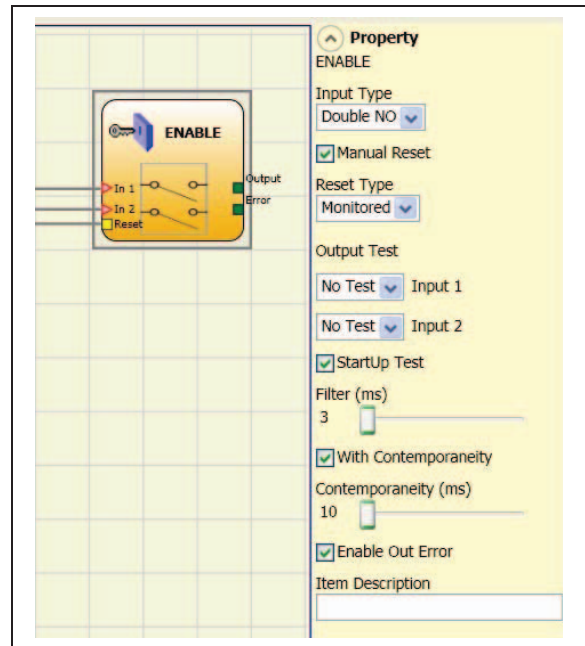 ENABLE
Output
Error
In 1
In 2
Reset
Property
ENABLE
Input Type
Double NO
Manual Reset
Reset Type
Monitored
Output Test
No Test Input 1
No Test Input 2
StartUp Test
Filter (ms)
3
With Contemporaneity
Contemporaneity (ms)
10
Enable Out Error
Item Description